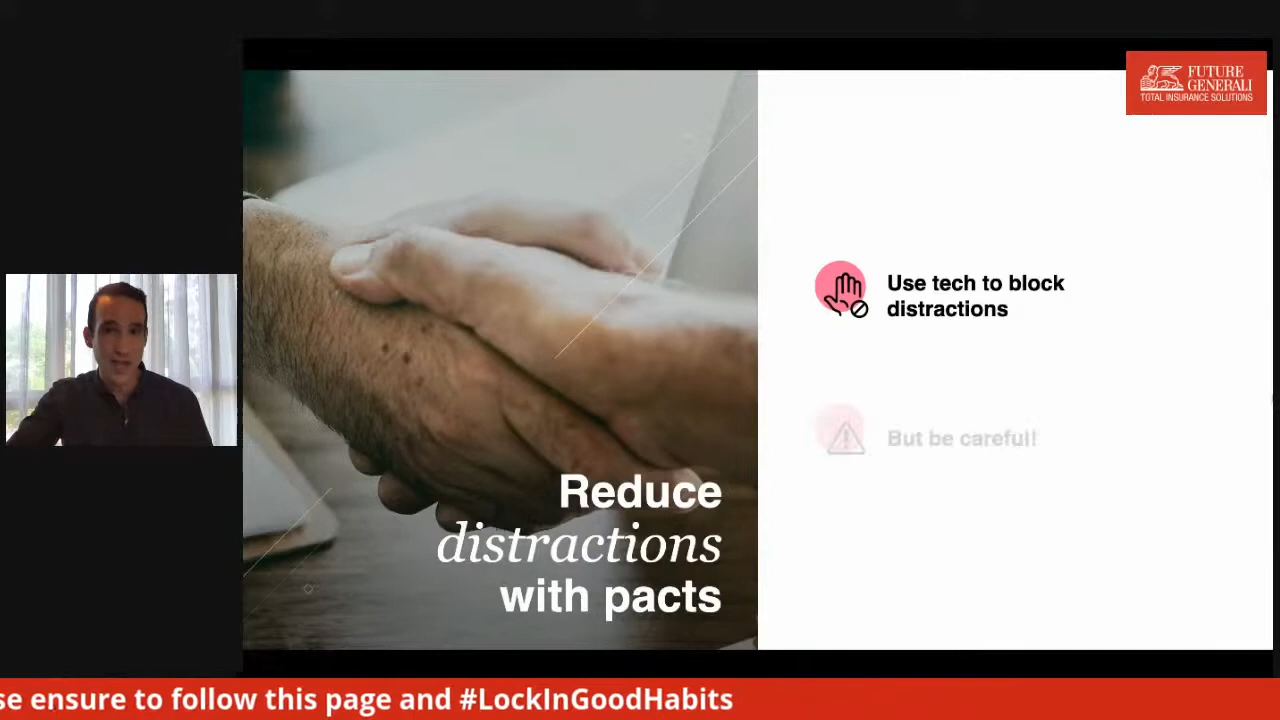 FUTURE
GENERALI
TOTAL INSURANCE SOLUTIONS
Use tech to block
distractions
But be careful!
Reduce
distractions
with pacts
se ensure to follow this page and #LockInGoodHabits